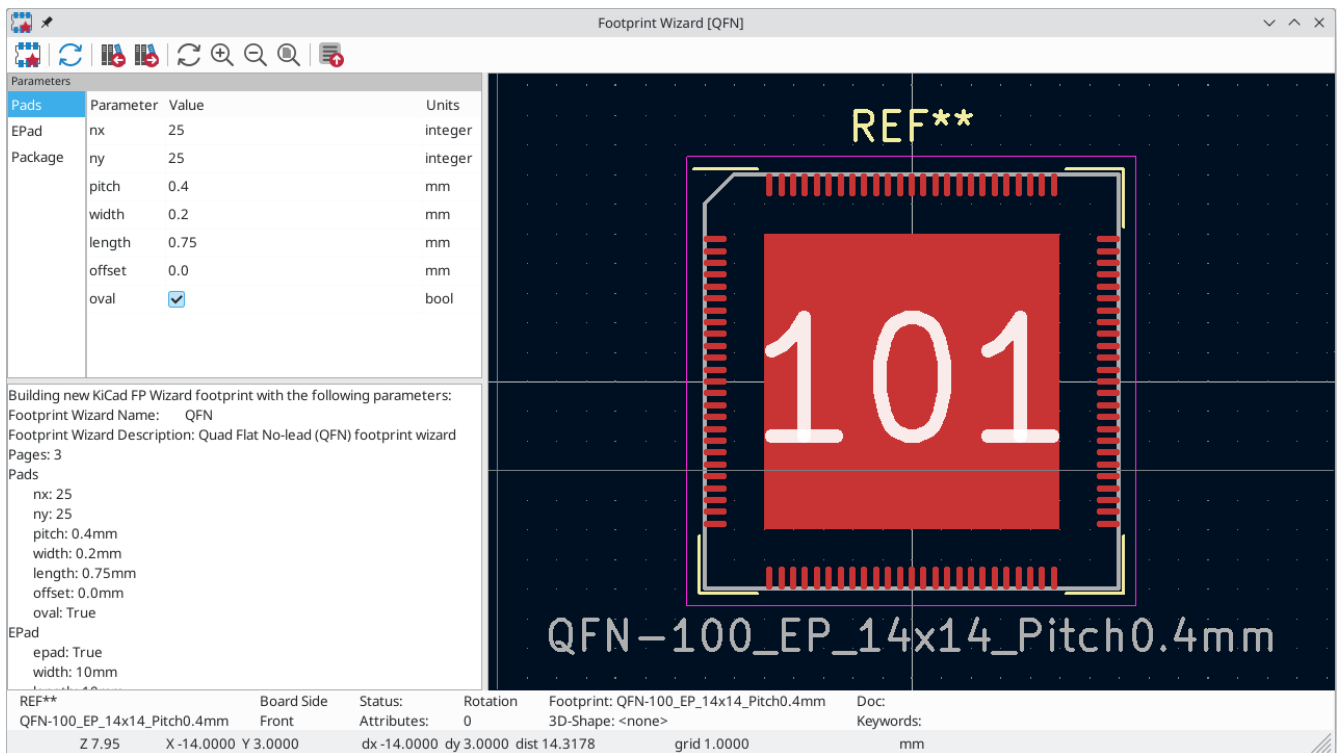 Footprint Wizard [QFN]
Parameters
Pads
EPad
Package
Parameter Value Units
nx 25 integer
ny 25 integer
pitch 0.4 mm
width 0.2 mm
length 0.75 mm
offset 0.0 mm
oval bool
Building new KiCad FP Wizard footprint with the following parameters:
Footprint Wizard Name: QFN
Footprint Wizard Description: Quad Flat No-lead (QFN) footprint wizard
Pages: 3
Pads
nx: 25
ny: 25
pitch: 0.4mm
width: 0.2mm
length: 0.75mm
offset: 0.0mm
oval: True
EPad
epad: True
width: 10mm
REF**
101
QFN-100_EP_14x14_Pitch0.4mm
REF** Board Side Status: Rotation Footprint: QFN-100_EP_14x14_Pitch0.4mm Doc:
QFN-100_EP_14x14_Pitch0.4mm Front Attributes: 0 3D-Shape: <none> Keywords:
Z 7.95 X -14.0000 Y 3.0000 dx -14.0000 dy 3.0000 dist 14.3178 grid 1.0000 mm